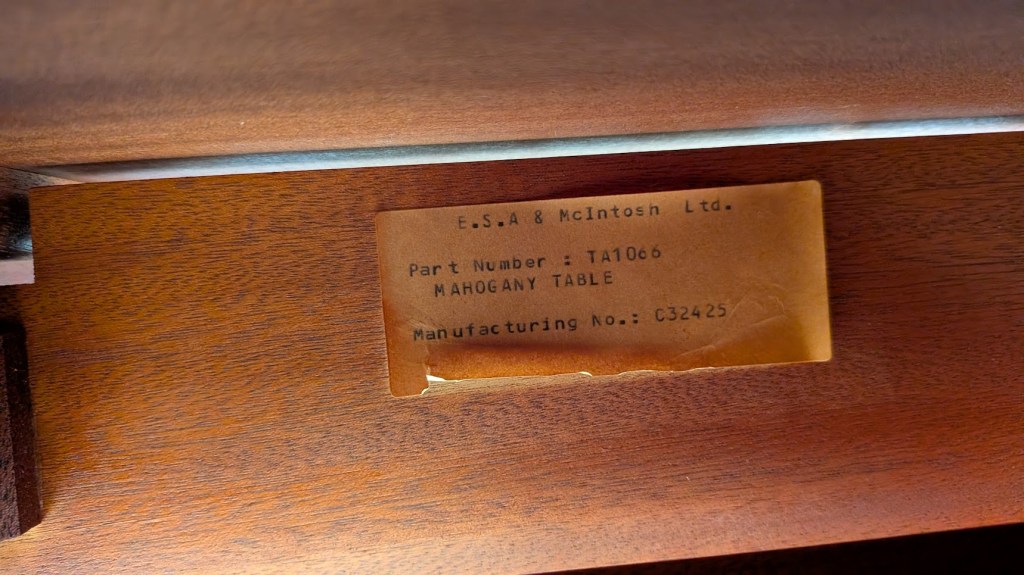 E.S.A & McIntosh Ltd.
Part Number : TA1066
MAHOGANY TABLE
Manufacturing No.: C32425